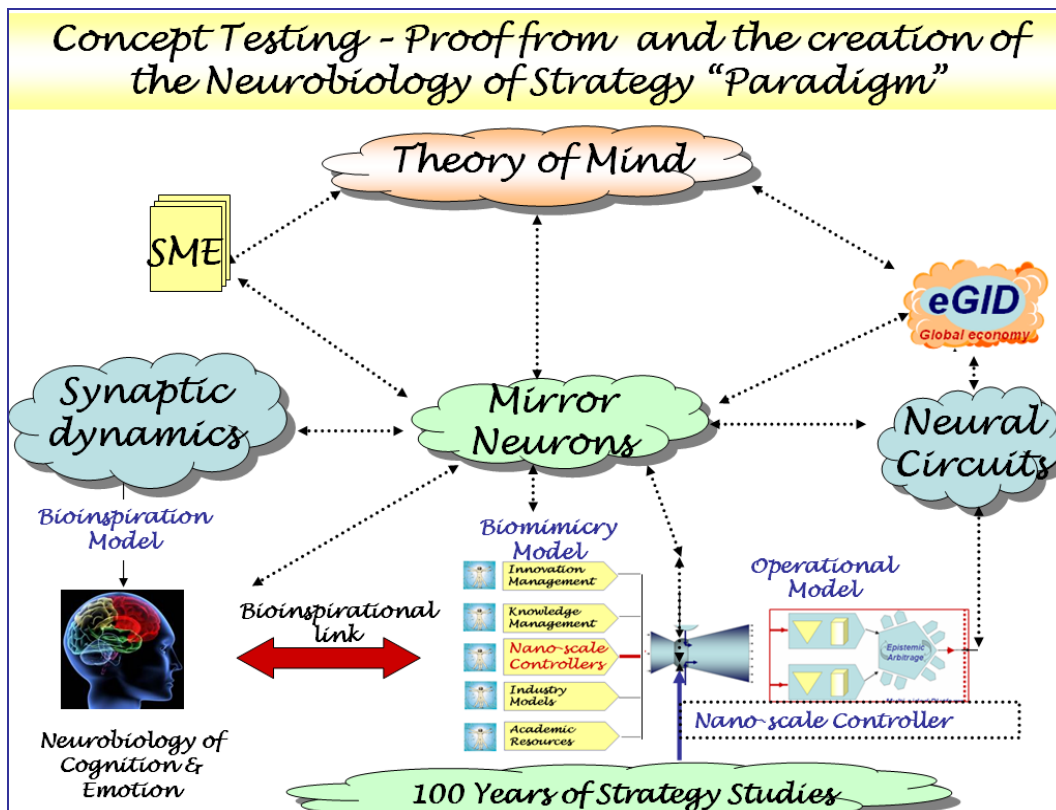 Concept Testing – Proof from and the creation of
the Neurobiology of Strategy “Paradigm”
Theory of Mind
SME
eGID
Global economy
Synaptic
dynamics
Mirror
Neurons
Neural
Circuits
Bioinspiration
Model
Biomimicry
Model
Operational
Model
Innovation
Management
Knowledge
Management
Nano-scale
Controllers
Industry
Models
Academic
Resources
Bioinspirational
link
Epistemic
Arbitrage
Nano-scale Controller
Neurobiology of
Cognition &
Emotion
100 Years of Strategy Studies